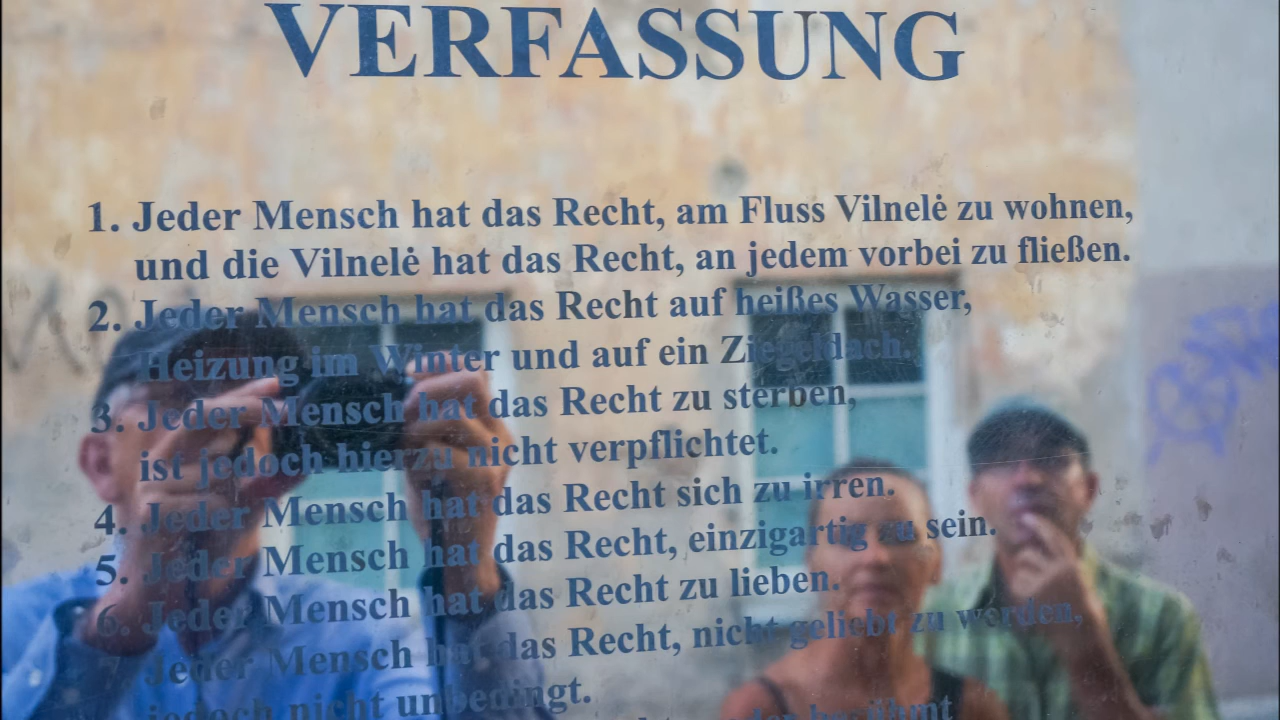 VERFASSUNG
1. Jeder Mensch hat das Recht, am Fluss Vilnelė zu wohnen,
und die Vilnelė hat das Recht, an jedem vorbei zu fließen.
2. Jeder Mensch hat das Recht auf heißes Wasser,
Heizung im Winter und auf ein Ziegeldach.
3. Jeder Mensch hat das Recht zu sterben,
ist jedoch hierzu nicht verpflichtet.
4. Jeder Mensch hat das Recht sich zu irren.
5. Jeder Mensch hat das Recht, einzigartig zu sein.
6. Jeder Mensch hat das Recht zu lieben.
7. Jeder Mensch hat das Recht, nicht geliebt zu werden,
jedoch nicht unbedingt.
berühmt